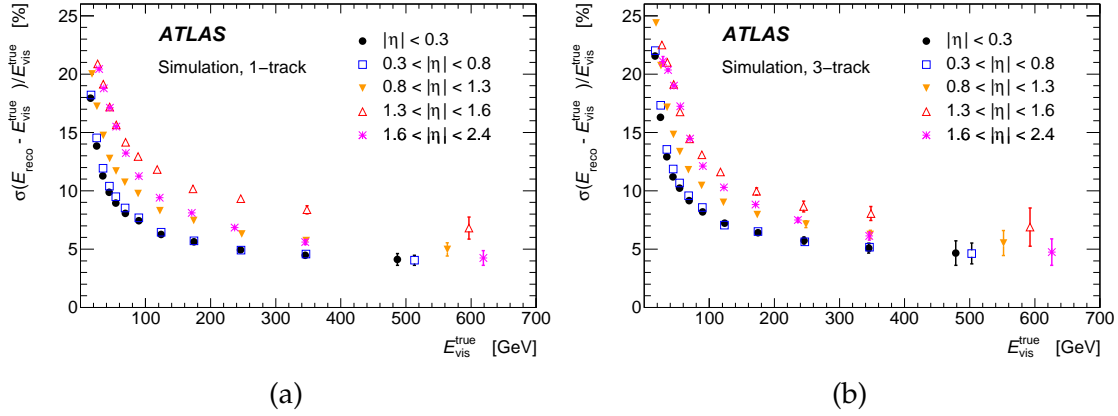 σ(E_reco - E_vis^true)/E_vis^true [%]
25
20
15
10
5
0
ATLAS
Simulation, 1−track
|η| < 0.3
0.3 < |η| < 0.8
0.8 < |η| < 1.3
1.3 < |η| < 1.6
1.6 < |η| < 2.4
100 200 300 400 500 600 700
E_vis^true [GeV]
(a)
σ(E_reco - E_vis^true)/E_vis^true [%]
25
20
15
10
5
0
ATLAS
Simulation, 3−track
|η| < 0.3
0.3 < |η| < 0.8
0.8 < |η| < 1.3
1.3 < |η| < 1.6
1.6 < |η| < 2.4
100 200 300 400 500 600 700
E_vis^true [GeV]
(b)